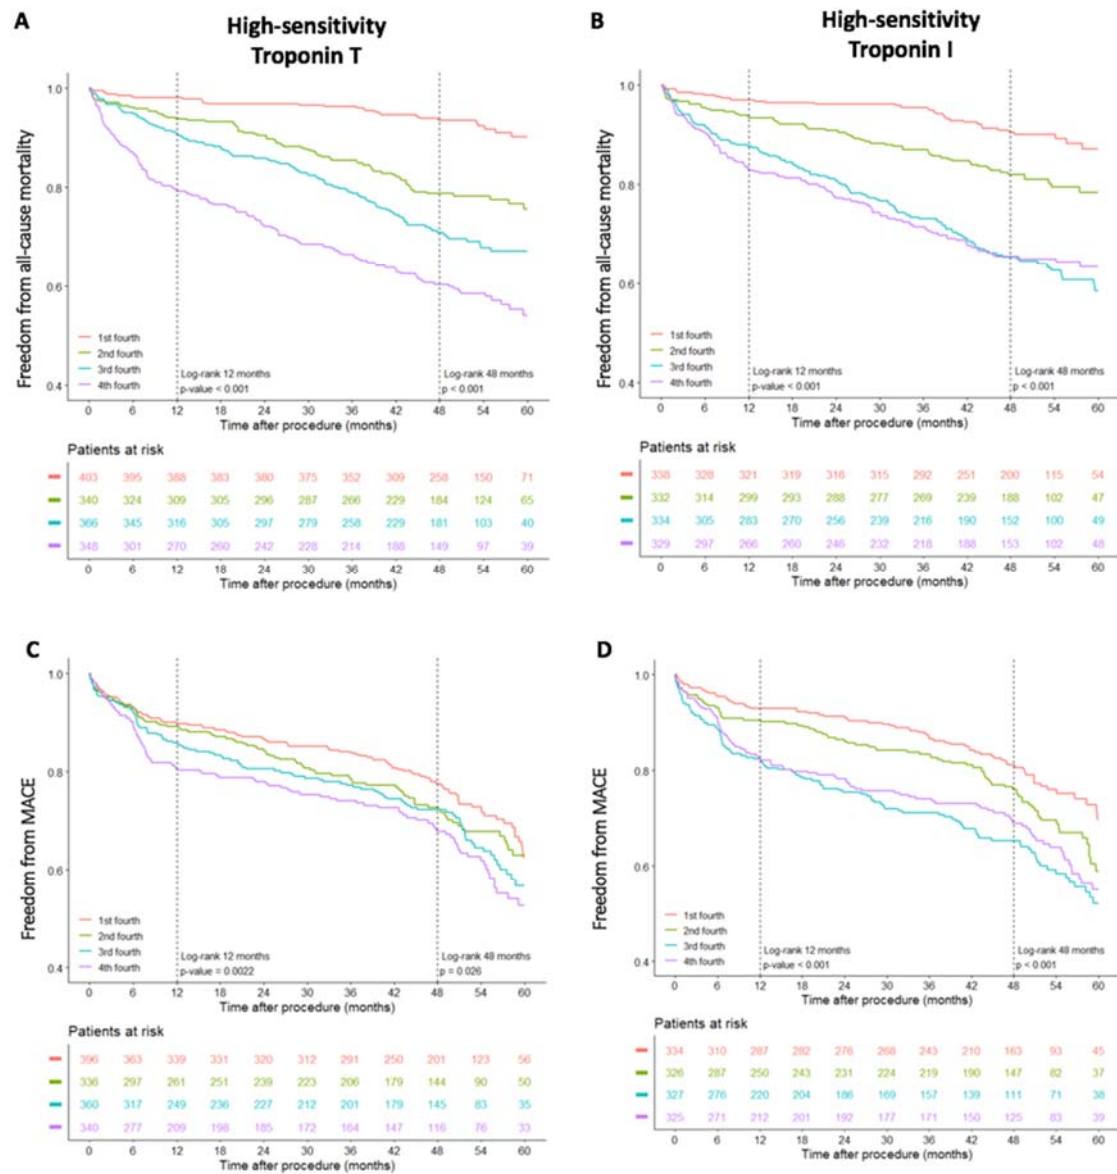 A
High-sensitivity
Troponin T
Freedom from all-cause mortality
1.0
0.8
0.6
0.4
1st fourth
2nd fourth
3rd fourth
4th fourth
Log-rank 12 months
p-value < 0.001
Log-rank 48 months
p < 0.001
0 6 12 18 24 30 36 42 48 54 60
Time after procedure (months)
Patients at risk
403 395 388 383 380 375 352 309 258 150 71
340 324 309 305 296 287 266 229 184 124 65
366 345 316 305 297 279 258 229 181 103 40
348 301 270 260 242 228 214 188 149 97 39
0 6 12 18 24 30 36 42 48 54 60
Time after procedure (months)
B
High-sensitivity
Troponin I
Freedom from all-cause mortality
1.0
0.8
0.6
0.4
1st fourth
2nd fourth
3rd fourth
4th fourth
Log-rank 12 months
p-value < 0.001
Log-rank 48 months
p < 0.001
0 6 12 18 24 30 36 42 48 54 60
Time after procedure (months)
Patients at risk
338 328 321 319 316 315 292 251 200 115 54
332 314 299 293 288 277 269 239 188 102 47
334 305 283 270 256 239 216 190 152 100 49
329 297 266 260 246 232 218 188 153 102 48
0 6 12 18 24 30 36 42 48 54 60
Time after procedure (months)
C
Freedom from MACE
1.0
0.8
0.6
0.4
1st fourth
2nd fourth
3rd fourth
4th fourth
Log-rank 12 months
p-value = 0.0022
Log-rank 48 months
p = 0.026
0 6 12 18 24 30 36 42 48 54 60
Time after procedure (months)
Patients at risk
396 363 339 331 320 312 291 250 201 123 56
336 297 261 251 239 223 206 179 144 90 50
360 317 249 236 227 212 201 179 145 83 35
340 277 209 198 185 172 164 147 116 76 33
0 6 12 18 24 30 36 42 48 54 60
Time after procedure (months)
D
Freedom from MACE
1.0
0.8
0.6
0.4
1st fourth
2nd fourth
3rd fourth
4th fourth
Log-rank 12 months
p-value < 0.001
Log-rank 48 months
p < 0.001
0 6 12 18 24 30 36 42 48 54 60
Time after procedure (months)
Patients at risk
334 310 287 282 276 268 243 210 163 93 45
326 287 250 243 231 224 219 190 147 82 37
327 276 220 204 186 169 157 139 111 71 38
325 271 212 201 192 177 171 150 125 83 39
0 6 12 18 24 30 36 42 48 54 60
Time after procedure (months)